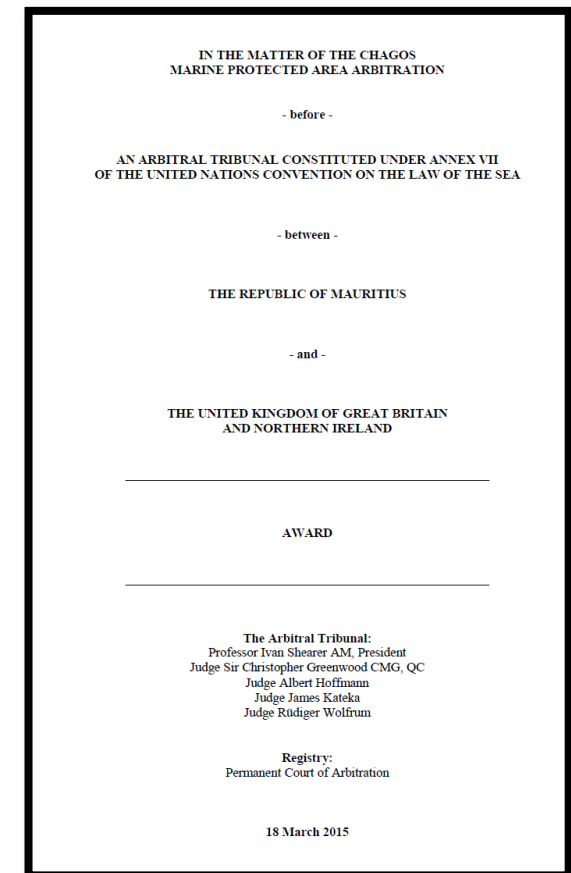 IN THE MATTER OF THE CHAGOS
MARINE PROTECTED AREA ARBITRATION
- before -
AN ARBITRAL TRIBUNAL CONSTITUTED UNDER ANNEX VII
OF THE UNITED NATIONS CONVENTION ON THE LAW OF THE SEA
- between -
THE REPUBLIC OF MAURITIUS
- and -
THE UNITED KINGDOM OF GREAT BRITAIN
AND NORTHERN IRELAND
AWARD
The Arbitral Tribunal:
Professor Ivan Shearer AM, President
Judge Sir Christopher Greenwood CMG, QC
Judge Albert Hoffmann
Judge James Kateka
Judge Rüdiger Wolfrum
Registry:
Permanent Court of Arbitration
18 March 2015